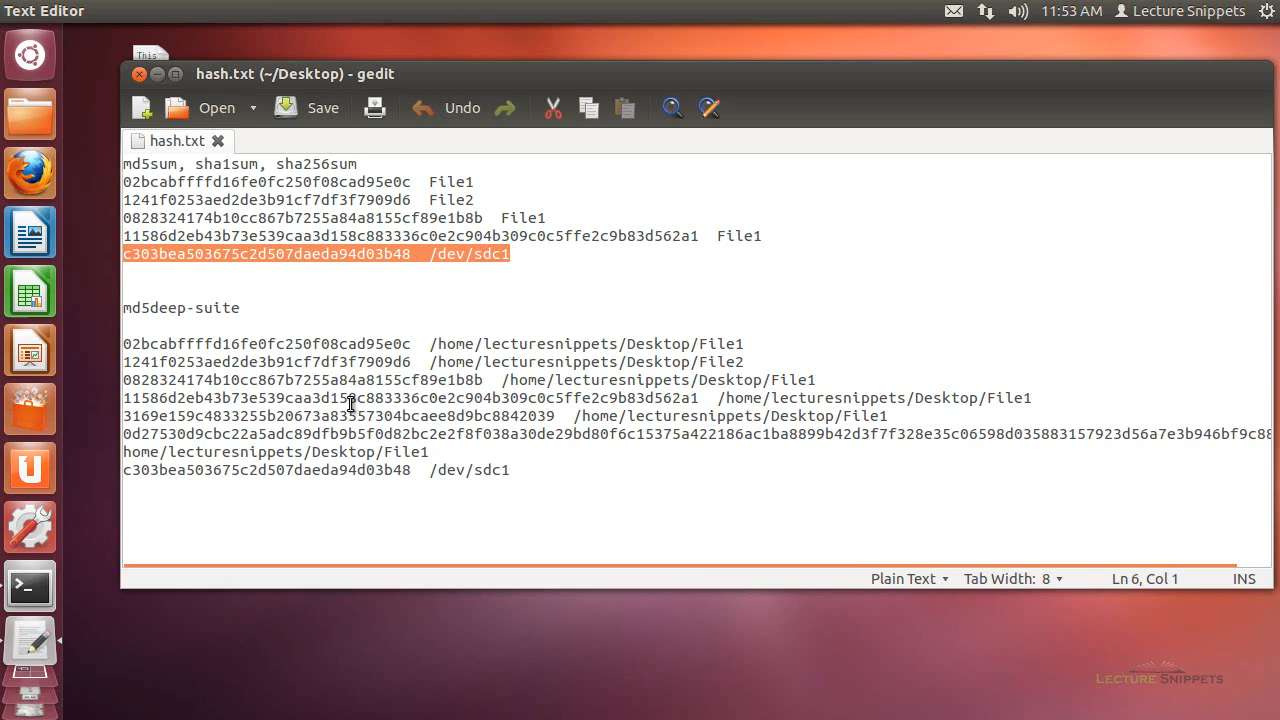 Text Editor
11:53 AM
Lecture Snippets
This
hash.txt (~/Desktop) - gedit
Open
Save
Undo
hash.txt
md5sum, sha1sum, sha256sum
02bcabffffd16fe0fc250f08cad95e0c  File1
1241f0253aed2de3b91cf7df3f7909d6  File2
0828324174b10cc867b7255a84a8155cf89e1b8b  File1
11586d2eb43b73e539caa3d158c883336c0e2c904b309c0c5ffe2c9b83d562a1  File1
c303bea503675c2d507daeda94d03b48  /dev/sdc1
md5deep-suite
02bcabffffd16fe0fc250f08cad95e0c  /home/lecturesnippets/Desktop/File1
1241f0253aed2de3b91cf7df3f7909d6  /home/lecturesnippets/Desktop/File2
0828324174b10cc867b7255a84a8155cf89e1b8b  /home/lecturesnippets/Desktop/File1
11586d2eb43b73e539caa3d158c883336c0e2c904b309c0c5ffe2c9b83d562a1  /home/lecturesnippets/Desktop/File1
3169e159c4833255b20673a83557304bcaee8d9bc8842039  /home/lecturesnippets/Desktop/File1
0d27530d9cbc22a5adc89dfb9b5f0d82bc2e2f8f038a30de29bd80f6c15375a422186ac1ba8899b42d3f7f328e35c06598d035883157923d56a7e3b946bf9c88
home/lecturesnippets/Desktop/File1
c303bea503675c2d507daeda94d03b48  /dev/sdc1
Plain Text
Tab Width: 8
Ln 6, Col 1
INS
LECTURE SNIPPETS